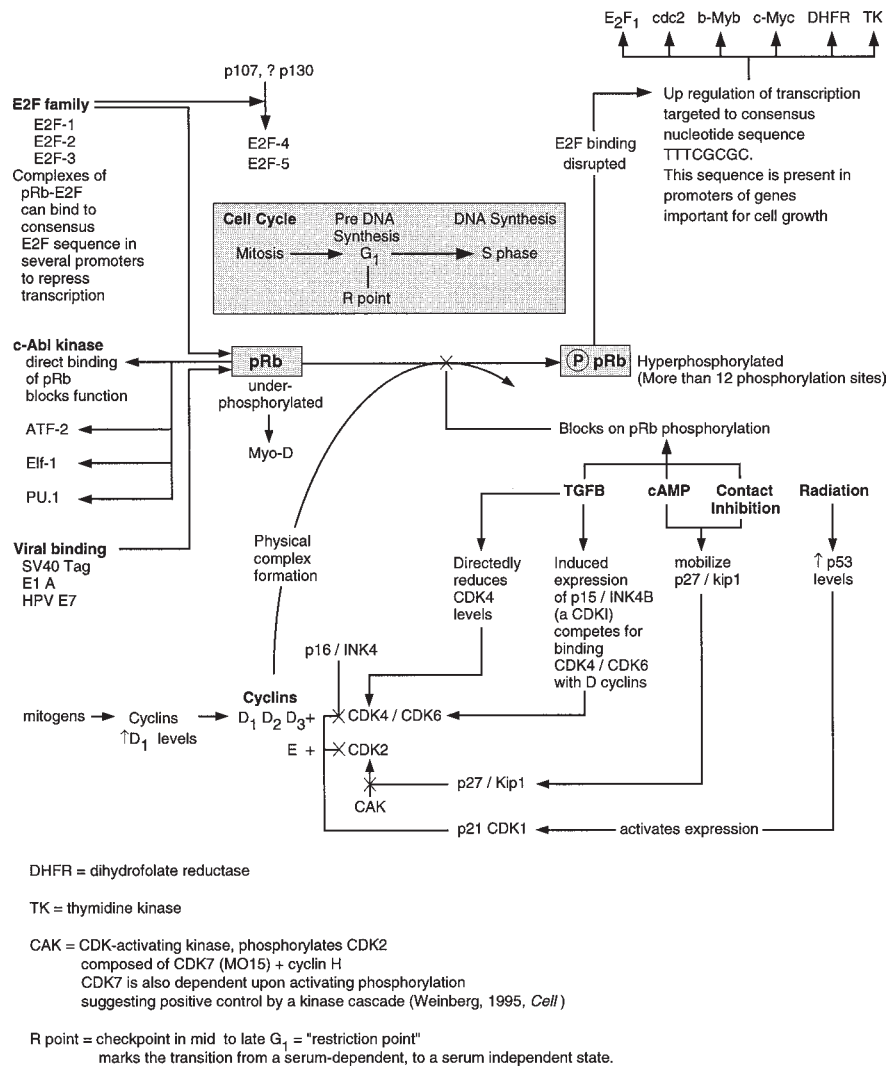 E2F1 cdc2 b-Myb c-Myc DHFR TK
p107, ? p130
E2F family
E2F-1
E2F-2
E2F-3
Complexes of
pRb-E2F
can bind to
consensus
E2F sequence in
several promoters
to repress
transcription
E2F-4
E2F-5
E2F binding
disrupted
Up regulation of transcription
targeted to consensus
nucleotide sequence
TTTCGCGC.
This sequence is present in
promoters of genes
important for cell growth
Cell Cycle
Pre DNA
Synthesis
DNA Synthesis
Mitosis
G1
S phase
R point
c-Abl kinase
direct binding
of pRb
blocks function
ATF-2
Elf-1
PU.1
pRb
under-
phosphorylated
Myo-D
P pRb
Hyperphosphorylated
(More than 12 phosphorylation sites)
Blocks on pRb phosphorylation
TGFB
cAMP
Contact
Inhibition
Radiation
Viral binding
SV40 Tag
E1 A
HPV E7
Physical
complex
formation
Directedly
reduces
CDK4
levels
Induced
expression
of p15 / INK4B
(a CDKI)
competes for
binding
CDK4 / CDK6
with D cyclins
mobilize
p27 / kip1
↑ p53
levels
p16 / INK4
mitogens
Cyclins
↑D1 levels
Cyclins
D1 D2 D3+
CDK4 / CDK6
E +
CDK2
CAK
p27 / Kip1
p21 CDK1
activates expression
DHFR = dihydrofolate reductase
TK = thymidine kinase
CAK = CDK-activating kinase, phosphorylates CDK2
composed of CDK7 (MO15) + cyclin H
CDK7 is also dependent upon activating phosphorylation
suggesting positive control by a kinase cascade (Weinberg, 1995, Cell )
R point = checkpoint in mid to late G1 = "restriction point"
marks the transition from a serum-dependent, to a serum independent state.